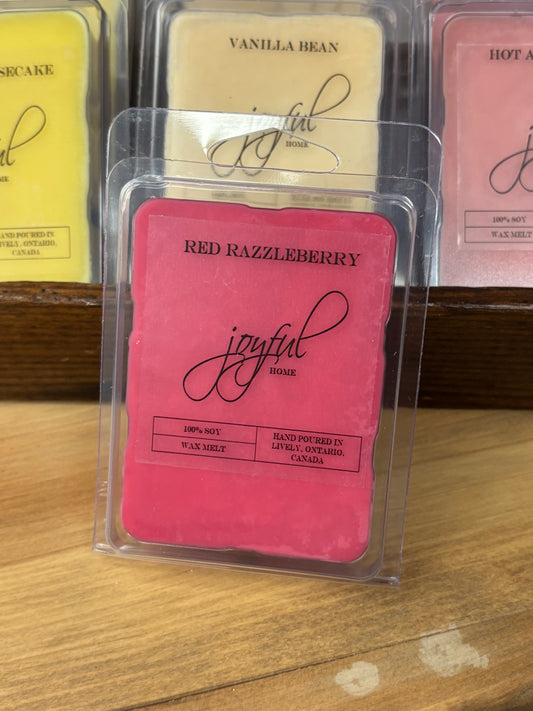 VANILLA BEAN
joyful
HOME
HOT
100% SOY
WAX MELT
HAND POURED IN
LIVELY, ONTARIO,
CANADA
RED RAZZLEBERRY
joyful
HOME
100% SOY
WAX MELT
HAND POURED IN
LIVELY, ONTARIO,
CANADA